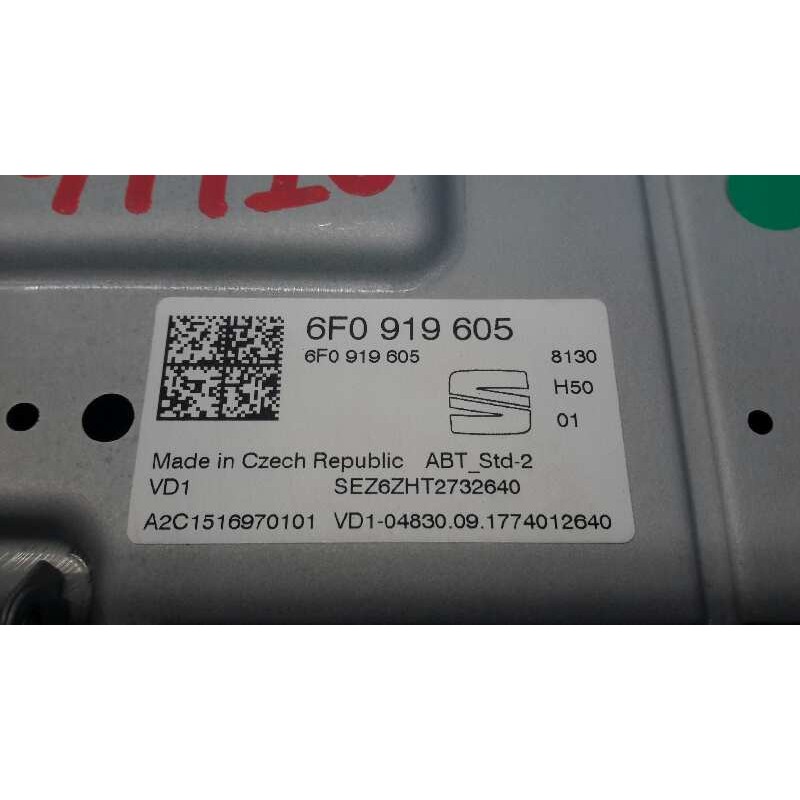 6F0 919 605
6F0 919 605 8130
H50
01
Made in Czech Republic ABT_Std-2
VD1 SEZ6ZHT2732640
A2C1516970101 VD1-04830.09.1774012640